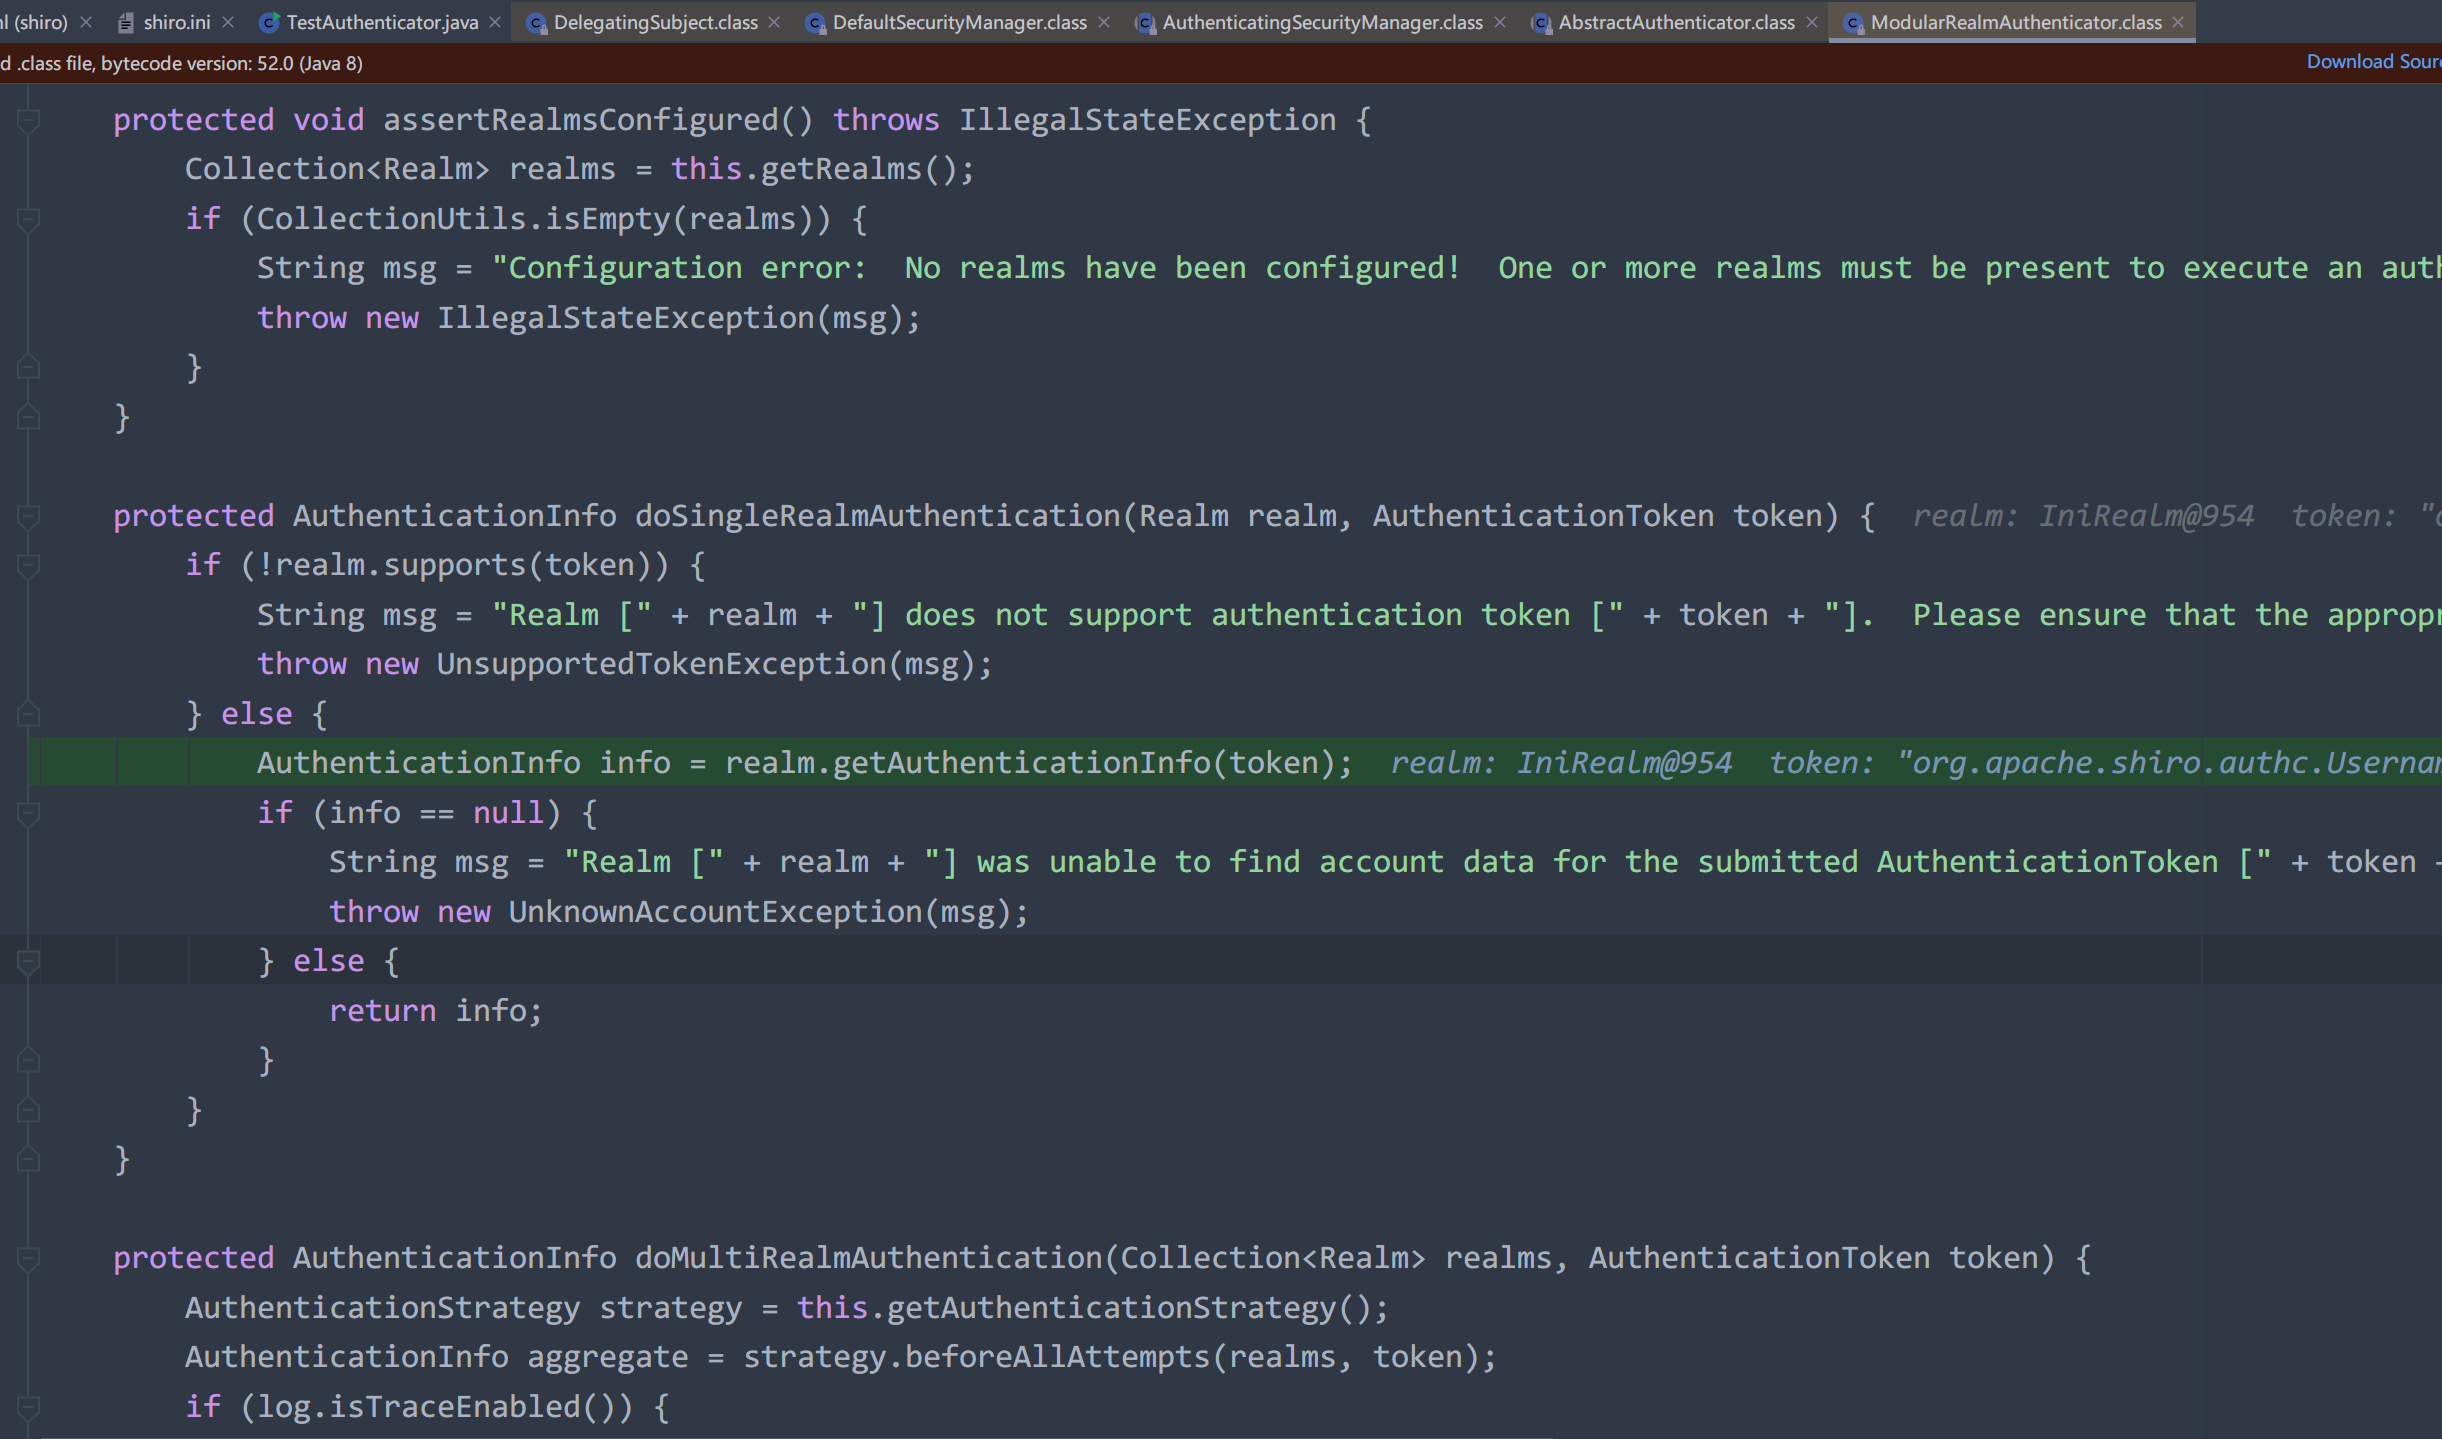 nl (shiro) shiro.ini TestAuthenticator.java DelegatingSubject.class DefaultSecurityManager.class AuthenticatingSecurityManager.class AbstractAuthenticator.class ModularRealmAuthenticator.class
d .class file, bytecode version: 52.0 (Java 8) Download Sour
protected void assertRealmsConfigured() throws IllegalStateException {
Collection<Realm> realms = this.getRealms();
if (CollectionUtils.isEmpty(realms)) {
String msg = "Configuration error:  No realms have been configured!  One or more realms must be present to execute an auth
throw new IllegalStateException(msg);
}
}
protected AuthenticationInfo doSingleRealmAuthentication(Realm realm, AuthenticationToken token) { realm: IniRealm@954 token: "o
if (!realm.supports(token)) {
String msg = "Realm [" + realm + "] does not support authentication token [" + token + "].  Please ensure that the appropr
throw new UnsupportedTokenException(msg);
} else {
AuthenticationInfo info = realm.getAuthenticationInfo(token); realm: IniRealm@954 token: "org.apache.shiro.authc.Usernam
if (info == null) {
String msg = "Realm [" + realm + "] was unable to find account data for the submitted AuthenticationToken [" + token +
throw new UnknownAccountException(msg);
} else {
return info;
}
}
}
protected AuthenticationInfo doMultiRealmAuthentication(Collection<Realm> realms, AuthenticationToken token) {
AuthenticationStrategy strategy = this.getAuthenticationStrategy();
AuthenticationInfo aggregate = strategy.beforeAllAttempts(realms, token);
if (log.isTraceEnabled()) {